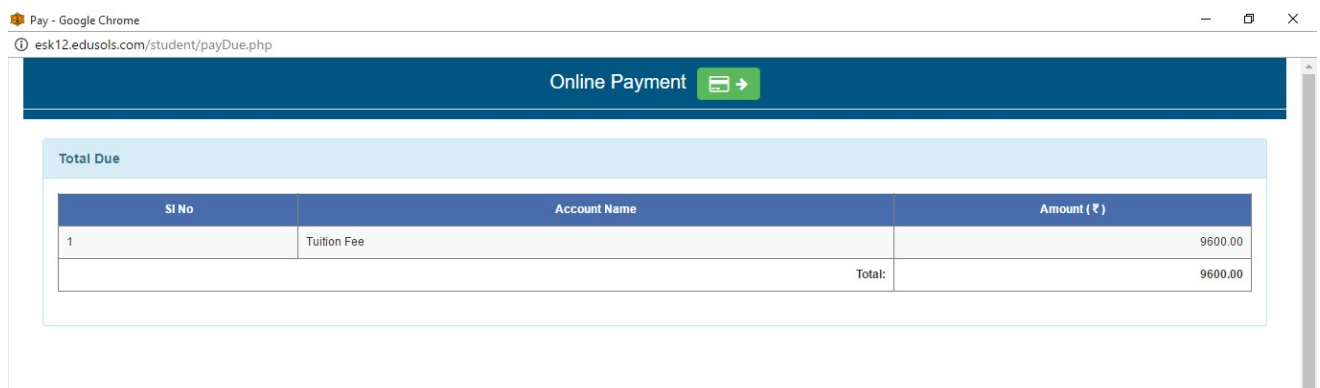 Pay - Google Chrome
esk12.edusols.com/student/payDue.php
Online Payment
Total Due
SI No Account Name Amount ( ₹ )
1 Tuition Fee 9600.00
Total: 9600.00